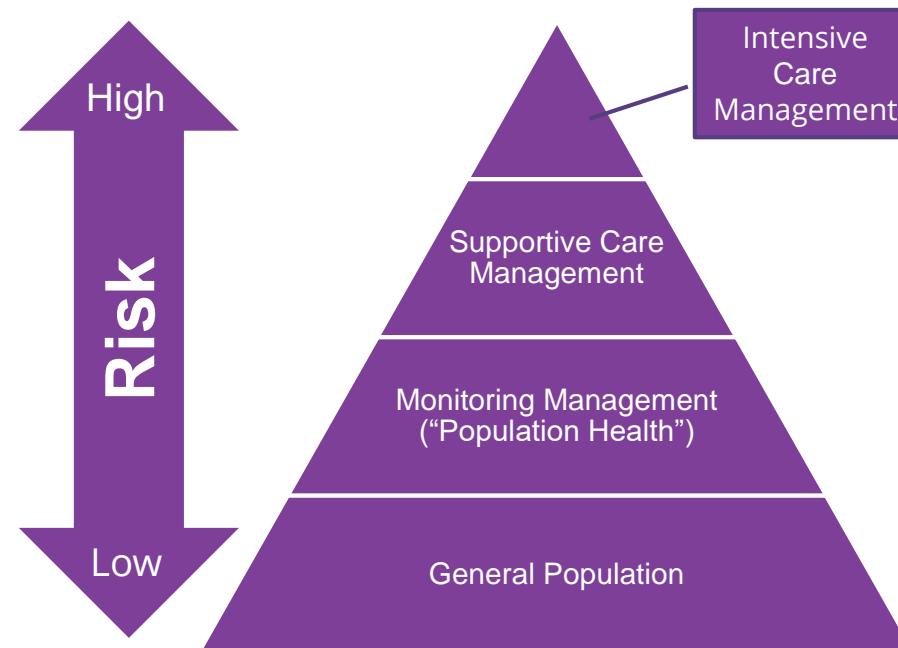 High
Risk
Low
Intensive
Care
Management
Supportive Care
Management
Monitoring Management
(“Population Health”)
General Population